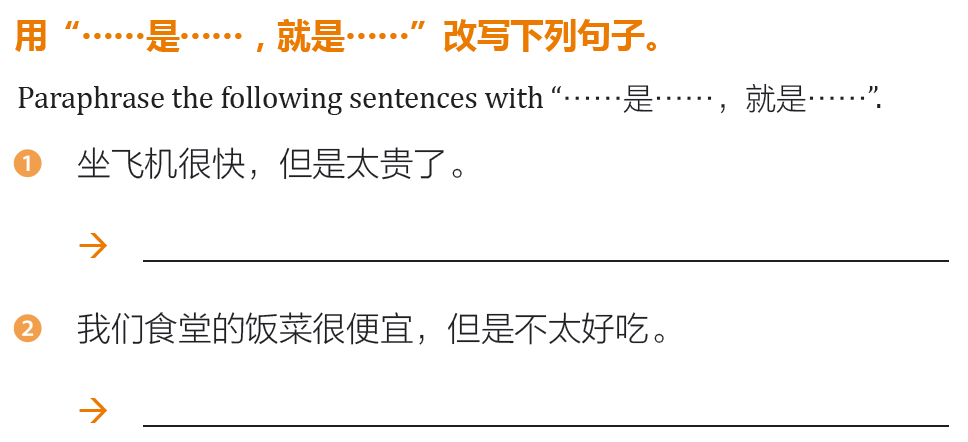 用“……是……，就是……”改写下列句子。
Paraphrase the following sentences with “……是……，就是……”.
1 坐飞机很快，但是太贵了。
→
2 我们食堂的饭菜很便宜，但是不太好吃。
→